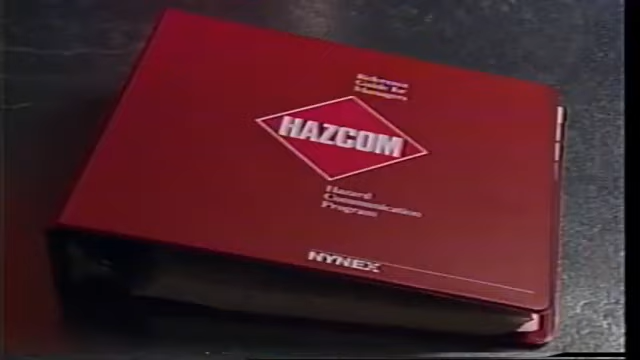 Reference
Guide for
Managers
HAZCOM
Hazard
Communication
Program
NYNEX